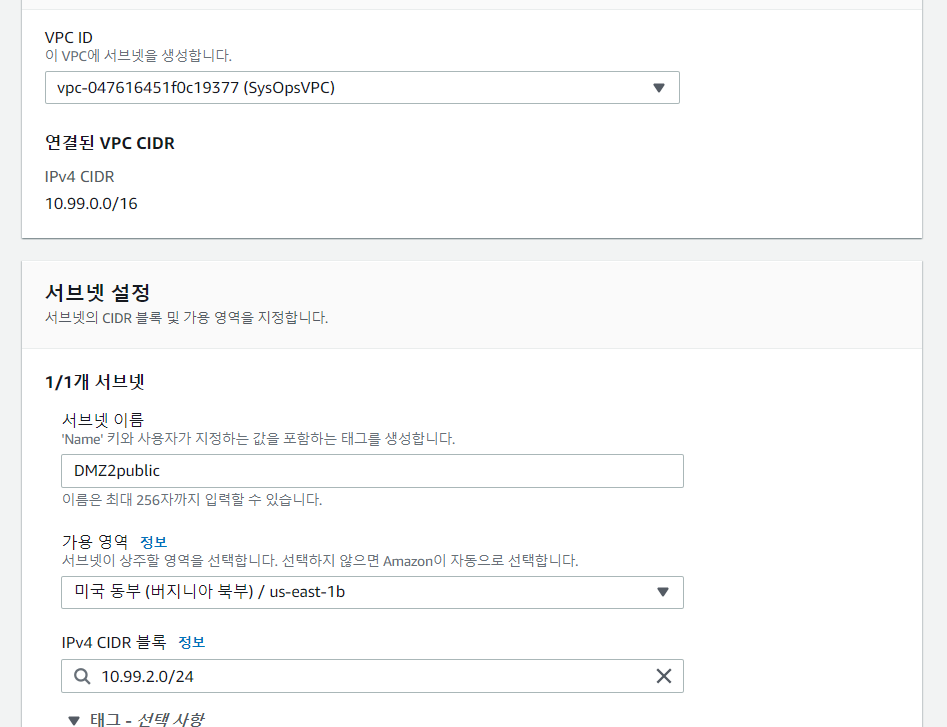 VPC ID
이 VPC에 서브넷을 생성합니다.
vpc-047616451f0c19377 (SysOpsVPC)
연결된 VPC CIDR
IPv4 CIDR
10.99.0.0/16
서브넷 설정
서브넷의 CIDR 블록 및 가용 영역을 지정합니다.
1/1개 서브넷
서브넷 이름
'Name' 키와 사용자가 지정하는 값을 포함하는 태그를 생성합니다.
DMZ2public
이름은 최대 256자까지 입력할 수 있습니다.
가용 영역 정보
서브넷이 상주할 영역을 선택합니다. 선택하지 않으면 Amazon이 자동으로 선택합니다.
미국 동부 (버지니아 북부) / us-east-1b
IPv4 CIDR 블록 정보
10.99.2.0/24
태그 - 선택 사항